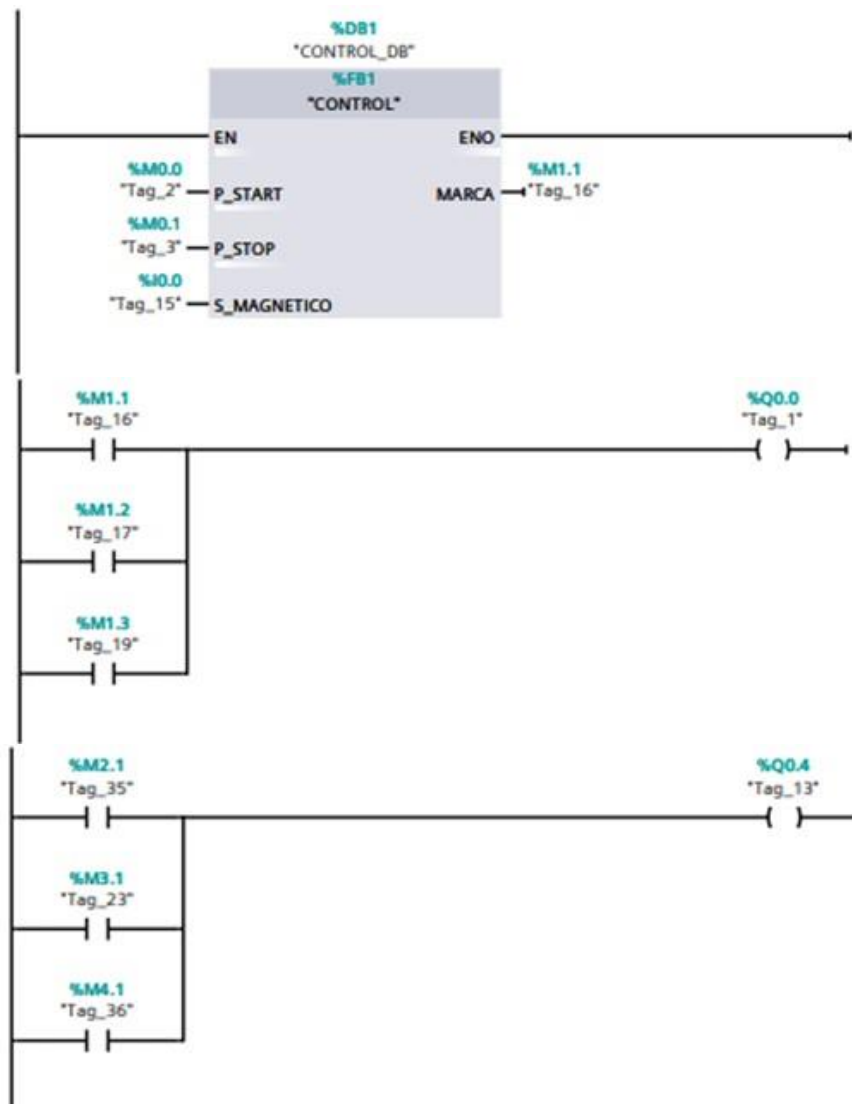 %DB1
"CONTROL_DB"
%FB1
"CONTROL"
EN ENO
%M0.0 %M1.1
"Tag_2" P_START MARCA "Tag_16"
%M0.1
"Tag_3" P_STOP
%I0.0
"Tag_15" S_MAGNETICO
%M1.1 %Q0.0
"Tag_16" "Tag_1"
%M1.2
"Tag_17"
%M1.3
"Tag_19"
%M2.1 %Q0.4
"Tag_35" "Tag_13"
%M3.1
"Tag_23"
%M4.1
"Tag_36"